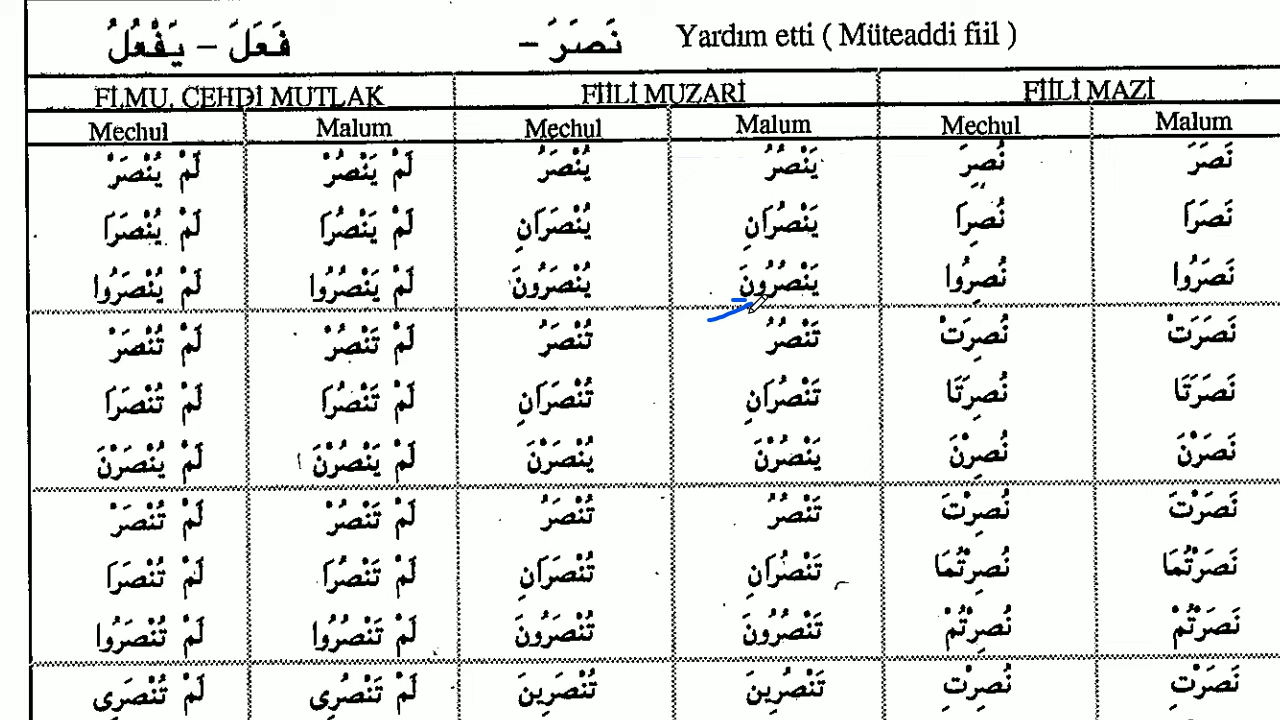 فَعَلَ – يَفْعُلُ نَصَرَ – Yardım etti ( Müteaddi fiil )
Fİ.MU. CEHDİ MUTLAK FİİLİ MUZARİ FİİLİ MAZİ
Mechul Malum Mechul Malum Mechul Malum
نَصَرَ نُصِرَ يَنْصُرُ يُنْصَرُ لَمْ يَنْصُرْ لَمْ يُنْصَرْ
نَصَرَا نُصِرَا يَنْصُرَانِ يُنْصَرَانِ لَمْ يَنْصُرَا لَمْ يُنْصَرَا
نَصَرُوا نُصِرُوا يَنْصُرُونَ يُنْصَرُونَ لَمْ يَنْصُرُوا لَمْ يُنْصَرُوا
نَصَرَتْ نُصِرَتْ تَنْصُرُ تُنْصَرُ لَمْ تَنْصُرْ لَمْ تُنْصَرْ
نَصَرَتَا نُصِرَتَا تَنْصُرَانِ تُنْصَرَانِ لَمْ تَنْصُرَا لَمْ تُنْصَرَا
نَصَرْنَ نُصِرْنَ يَنْصُرْنَ يُنْصَرْنَ لَمْ يَنْصُرْنَ لَمْ يُنْصَرْنَ
نَصَرْتَ نُصِرْتَ تَنْصُرُ تُنْصَرُ لَمْ تَنْصُرْ لَمْ تُنْصَرْ
نَصَرْتُمَا نُصِرْتُمَا تَنْصُرَانِ تُنْصَرَانِ لَمْ تَنْصُرَا لَمْ تُنْصَرَا
نَصَرْتُمْ نُصِرْتُمْ تَنْصُرُونَ تُنْصَرُونَ لَمْ تَنْصُرُوا لَمْ تُنْصَرُوا
نَصَرْتِ نُصِرْتِ تَنْصُرِينَ تُنْصَرِينَ لَمْ تَنْصُرِى لَمْ تُنْصَرِى